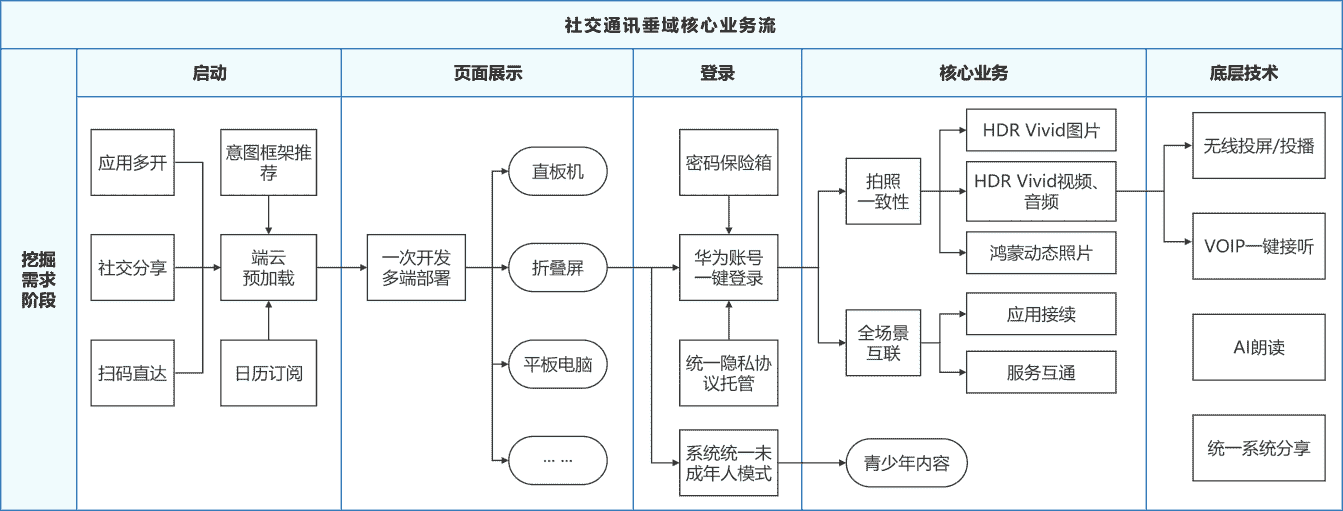 社交通讯垂域核心业务流
启动
页面展示
登录
核心业务
底层技术
挖掘
需求
阶段
应用多开
社交分享
扫码直达
意图框架推
荐
端云
预加载
日历订阅
一次开发
多端部署
直板机
折叠屏
平板电脑
... ...
密码保险箱
华为账号
一键登录
统一隐私协
议托管
系统统一未
成年人模式
拍照
一致性
全场景
互联
青少年内容
HDR Vivid图片
HDR Vivid视频、
音频
鸿蒙动态照片
应用接续
服务互通
无线投屏/投播
VOIP一键接听
AI朗读
统一系统分享